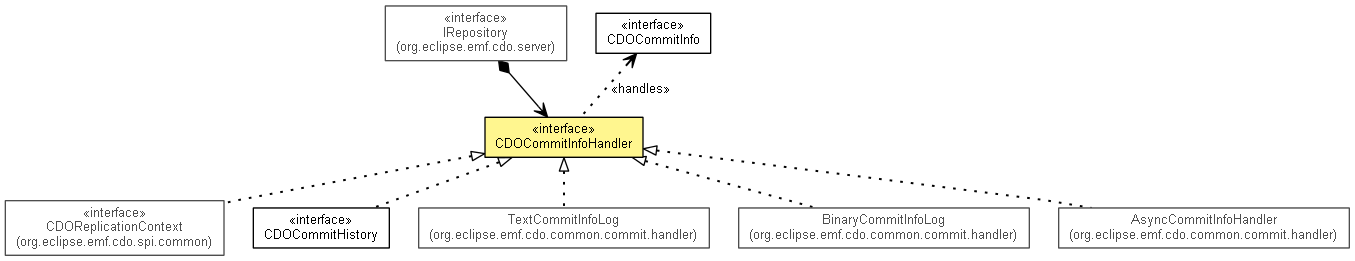 «interface»
IRepository
(org.eclipse.emf.cdo.server)
«interface»
CDOCommitInfo
«handles»
«interface»
CDOCommitInfoHandler
«interface»
CDOReplicationContext
(org.eclipse.emf.cdo.spi.common)
«interface»
CDOCommitHistory
TextCommitInfoLog
(org.eclipse.emf.cdo.common.commit.handler)
BinaryCommitInfoLog
(org.eclipse.emf.cdo.common.commit.handler)
AsyncCommitInfoHandler
(org.eclipse.emf.cdo.common.commit.handler)